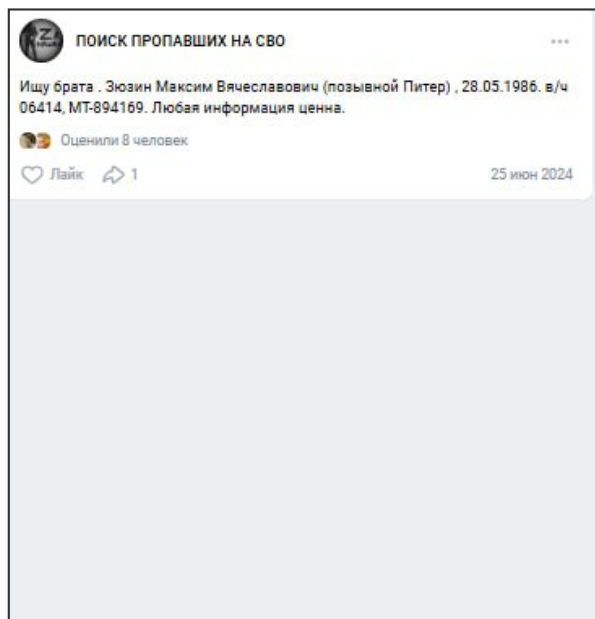 ПОИСК ПРОПАВШИХ НА СВО
Ищу брата . Зюзин Максим Вячеславович (позывной Питер) , 28.05.1986. в/ч
06414, МТ-894169. Любая информация ценна.
Оценили 8 человек
Лайк 1
25 июн 2024